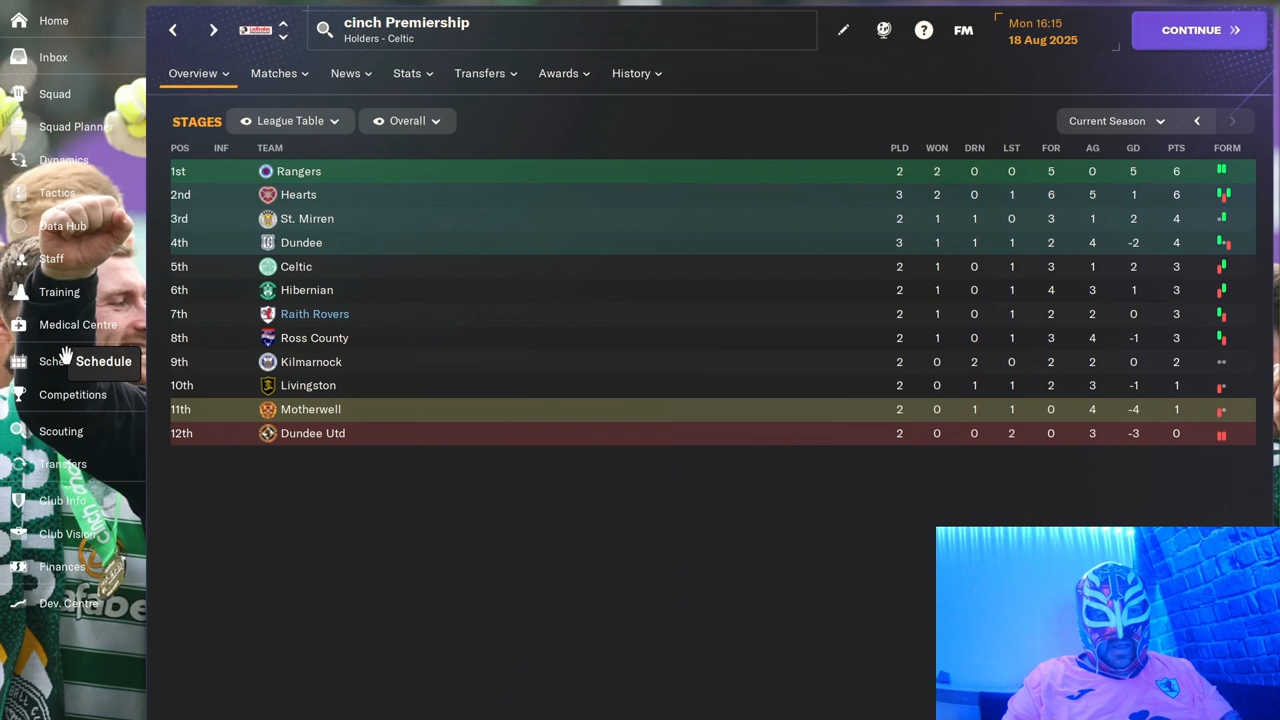 Home
Inbox
Squad
Squad Planner
Dynamics
Tactics
Data Hub
Staff
Training
Medical Centre
Sche
Schedule
Competitions
Scouting
Transfers
Club Info
Club Vision
Finances
Dev. Centre
cinch Premiership
Holders - Celtic
? FM
Mon 16:15
18 Aug 2025
CONTINUE
Overview Matches News Stats Transfers Awards History
STAGES League Table Overall Current Season
POS INF TEAM PLD WON DRN LST FOR AG GD PTS FORM
1st Rangers 2 2 0 0 5 0 5 6
2nd Hearts 3 2 0 1 6 5 1 6
3rd St. Mirren 2 1 1 0 3 1 2 4
4th Dundee 3 1 1 1 2 4 -2 4
5th Celtic 2 1 0 1 3 1 2 3
6th Hibernian 2 1 0 1 4 3 1 3
7th Raith Rovers 2 1 0 1 2 2 0 3
8th Ross County 2 1 0 1 3 4 -1 3
9th Kilmarnock 2 0 2 0 2 2 0 2
10th Livingston 2 0 1 1 2 3 -1 1
11th Motherwell 2 0 1 1 0 4 -4 1
12th Dundee Utd 2 0 0 2 0 3 -3 0
cinch